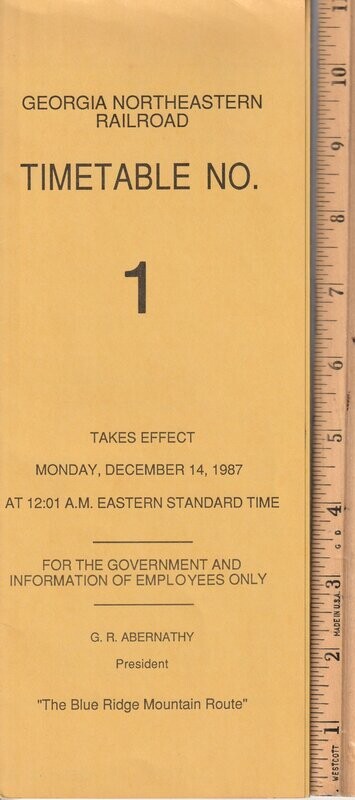 GEORGIA NORTHEASTERN
RAILROAD
TIMETABLE NO.
1
TAKES EFFECT
MONDAY, DECEMBER 14, 1987
AT 12:01 A.M. EASTERN STANDARD TIME
FOR THE GOVERNMENT AND
INFORMATION OF EMPLOYEES ONLY
G. R. ABERNATHY
President
"The Blue Ridge Mountain Route"
11
10
9
8
7
6
5
4
G D
3
MADE IN U.S.A.
2
1
WESTCOTT